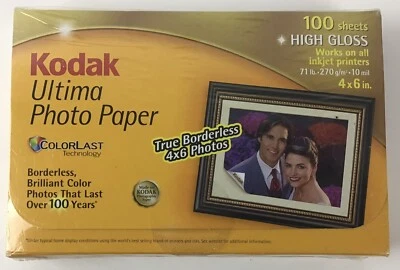 100 sheets
HIGH GLOSS
Works on all
inkjet printers
71 lb.•270 g/m²•10 mil
4 x 6 in.
Kodak
Ultima
Photo Paper
COLORLAST
Technology
True Borderless
4x6 Photos
Borderless,
Brilliant Color
Photos That Last
Over 100 Years*
KODAK